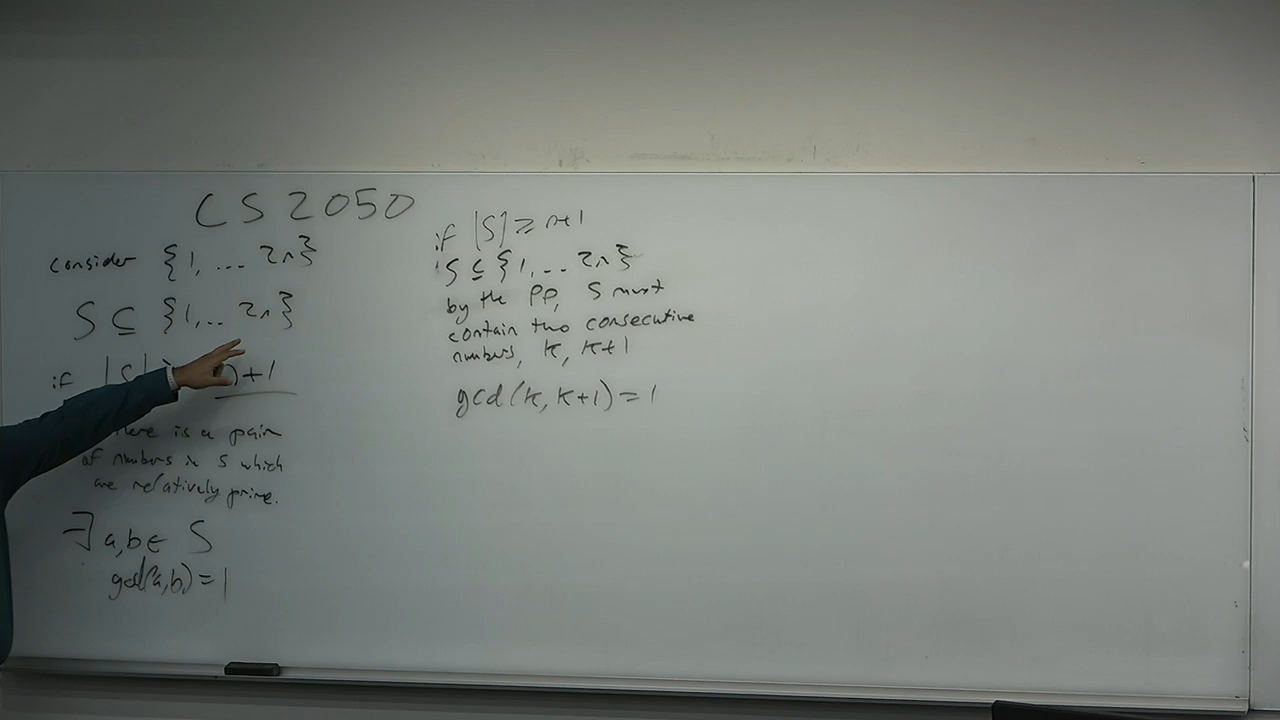 CS 2050
consider {1, ... 2n}
S ⊆ {1, .. 2n}
if |S| n+1
there is a pair
of numbers in S which
are relatively prime.
∃ a,b ∈ S
gcd(a,b) = 1
if |S| ≥ n+1
S ⊆ {1, ... 2n}
by the PP, S must
contain two consecutive
numbers, k, k+1
gcd(k, k+1) = 1